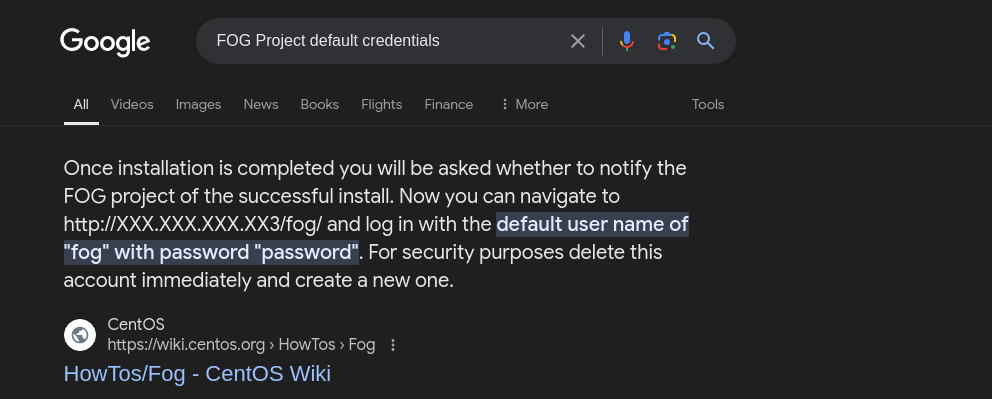 Google
FOG Project default credentials
All Videos Images News Books Flights Finance More Tools
Once installation is completed you will be asked whether to notify the
FOG project of the successful install. Now you can navigate to
http://XXX.XXX.XXX.XX3/fog/ and log in with the default user name of
"fog" with password "password". For security purposes delete this
account immediately and create a new one.
CentOS
https://wiki.centos.org › HowTos › Fog
HowTos/Fog - CentOS Wiki